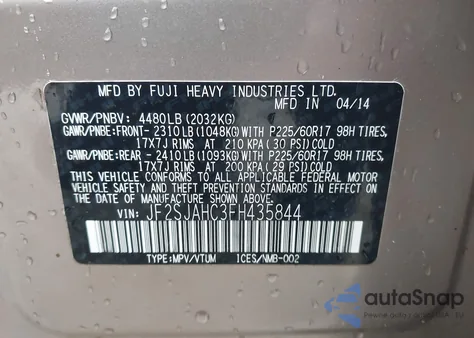 MFD BY FUJI HEAVY INDUSTRIES LTD.
MADE IN JAPAN 04/14
GVWR/PNBV: 4480LB(2032KG)
GAWR/PNBE:FRONT- 2310LB(1048KG)WITH P225/60R17 98H TIRES,
17X7J RIMS, AT 210 KPA ( 30 PSI)COLD
GAWR/PNBE:REAR - 2410LB(1093KG)WITH P225/60R17 98H TIRES,
17X7J RIMS, AT 200 KPA ( 29 PSI)COLD
THIS VEHICLE CONFORMS TO ALL APPLICABLE U.S. FEDERAL
MOTOR VEHICLE SAFETY STANDARDS IN EFFECT ON THE DATE
OF MANUFACTURE SHOWN ABOVE.
VIN: JF2SJAHC3FH435844
TYPE:MPV/VTUM ICES/NMB-002
autoSnap